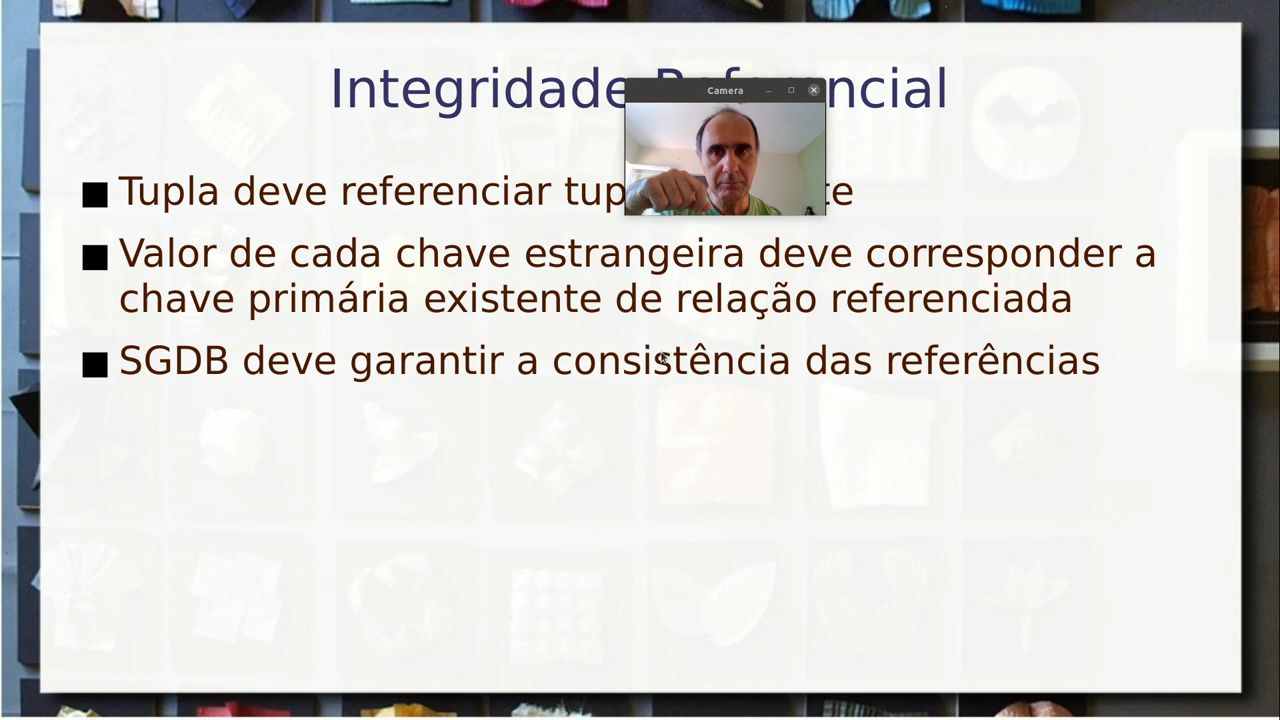 Integridade
Camera
Tupla deve referenciar
Valor de cada chave estrangeira deve corresponder a
chave primária existente de relação referenciada
SGDB deve garantir a consistência das referências